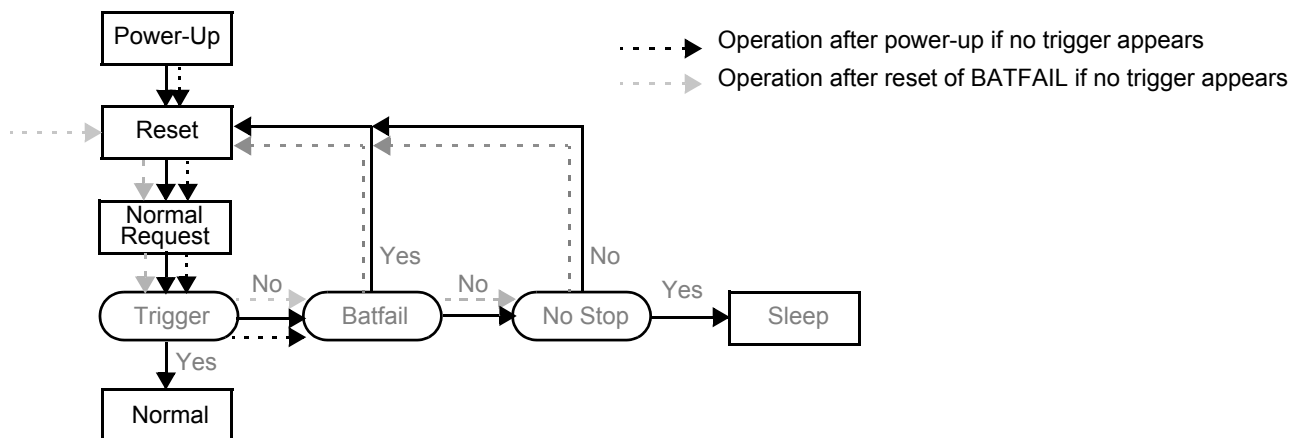 Power-Up
Operation after power-up if no trigger appears
Operation after reset of BATFAIL if no trigger appears
Reset
Normal
Request
Yes
No
No
No
Yes
Trigger
Batfail
No Stop
Sleep
Yes
Normal